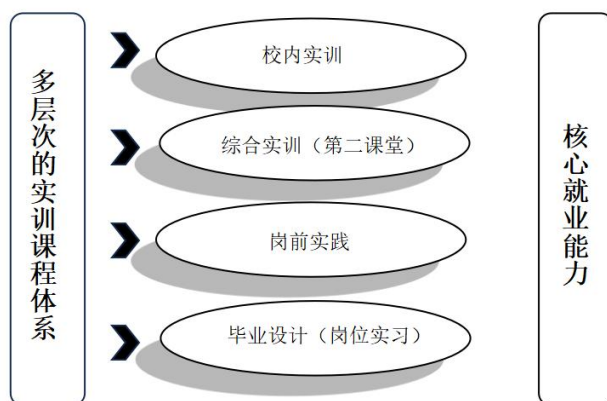 多层次的实训课程体系
校内实训
综合实训（第二课堂）
岗前实践
毕业设计（岗位实习）
核心就业能力